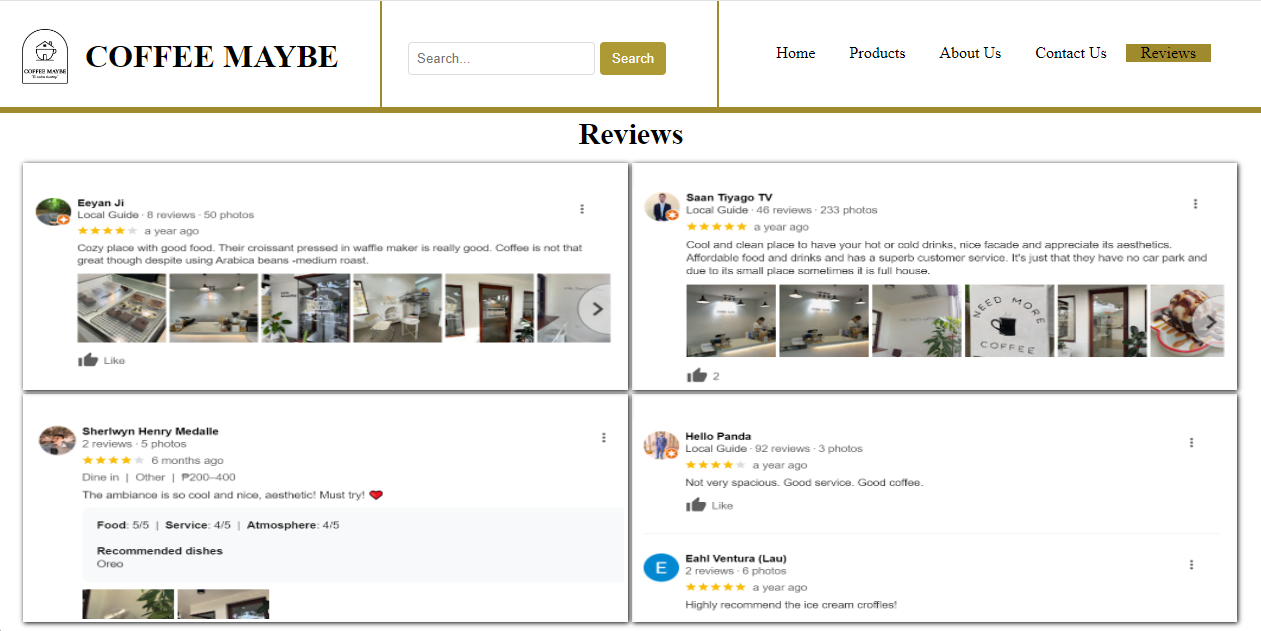 COFFEE MAYBE
COFFEE MAYBE
Search...
Search
Home
Products
About Us
Contact Us
Reviews
Reviews
Eeyan Ji
Local Guide · 8 reviews · 50 photos
a year ago
Cozy place with good food. Their croissant pressed in waffle maker is really good. Coffee is not that
great though despite using Arabica beans -medium roast.
Like
Saan Tiyago TV
Local Guide · 46 reviews · 233 photos
a year ago
Cool and clean place to have your hot or cold drinks, nice facade and appreciate its aesthetics.
Affordable food and drinks and has a superb customer service. It's just that they have no car park and
due to its small place sometimes it is full house.
NEED MORE
COFFEE
2
Sherlwyn Henry Medalle
2 reviews · 5 photos
6 months ago
Dine in | Other | ₱200–400
The ambiance is so cool and nice, aesthetic! Must try! ❤️
Food: 5/5 | Service: 4/5 | Atmosphere: 4/5
Recommended dishes
Oreo
Hello Panda
Local Guide · 92 reviews · 3 photos
a year ago
Not very spacious. Good service. Good coffee.
Like
E
Eahl Ventura (Lau)
2 reviews · 6 photos
a year ago
Highly recommend the ice cream croffles!